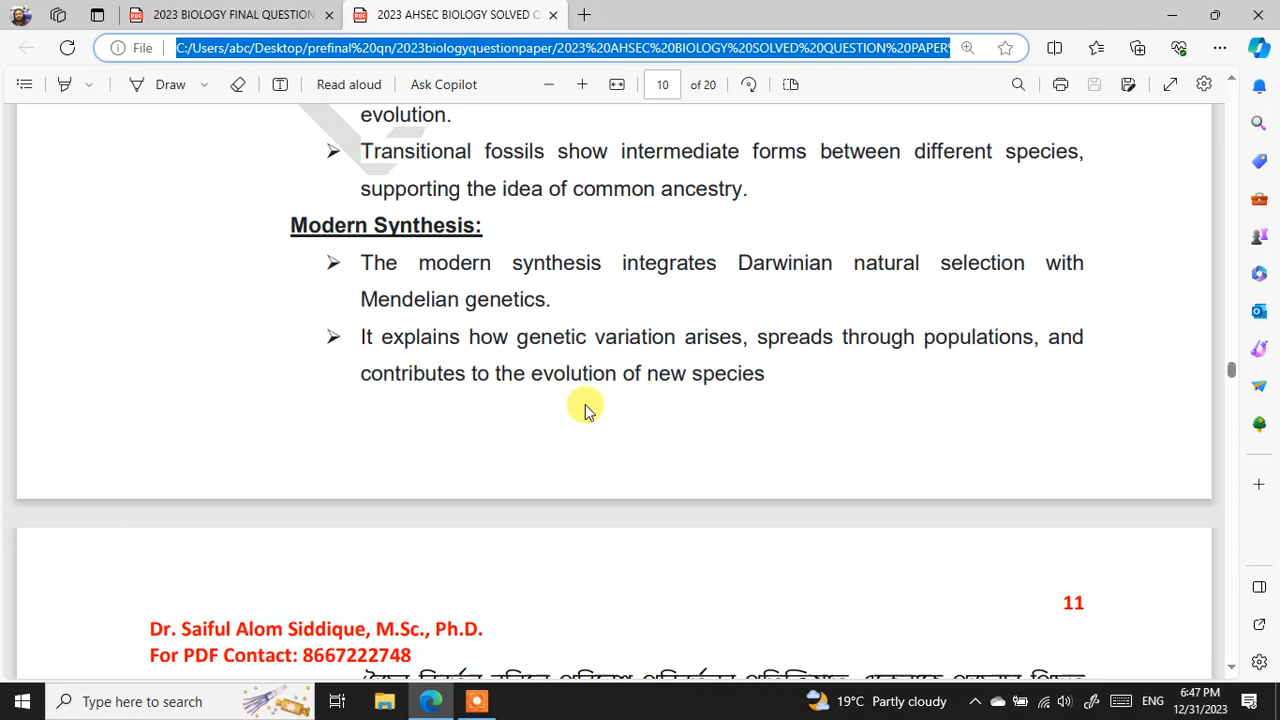 2023 BIOLOGY FINAL QUESTION
2023 AHSEC BIOLOGY SOLVED Q
File
C:/Users/abc/Desktop/prefinal%20qn/2023biologyquestionpaper/2023%20AHSEC%20BIOLOGY%20SOLVED%20QUESTION%20PAPER%
Draw
Read aloud
Ask Copilot
10 of 20
evolution.
➢ Transitional fossils show intermediate forms between different species,
supporting the idea of common ancestry.
Modern Synthesis:
➢ The modern synthesis integrates Darwinian natural selection with
Mendelian genetics.
➢ It explains how genetic variation arises, spreads through populations, and
contributes to the evolution of new species
11
Dr. Saiful Alom Siddique, M.Sc., Ph.D.
For PDF Contact: 8667222748
Type here to search
19°C Partly cloudy
ENG
6:47 PM
12/31/2023